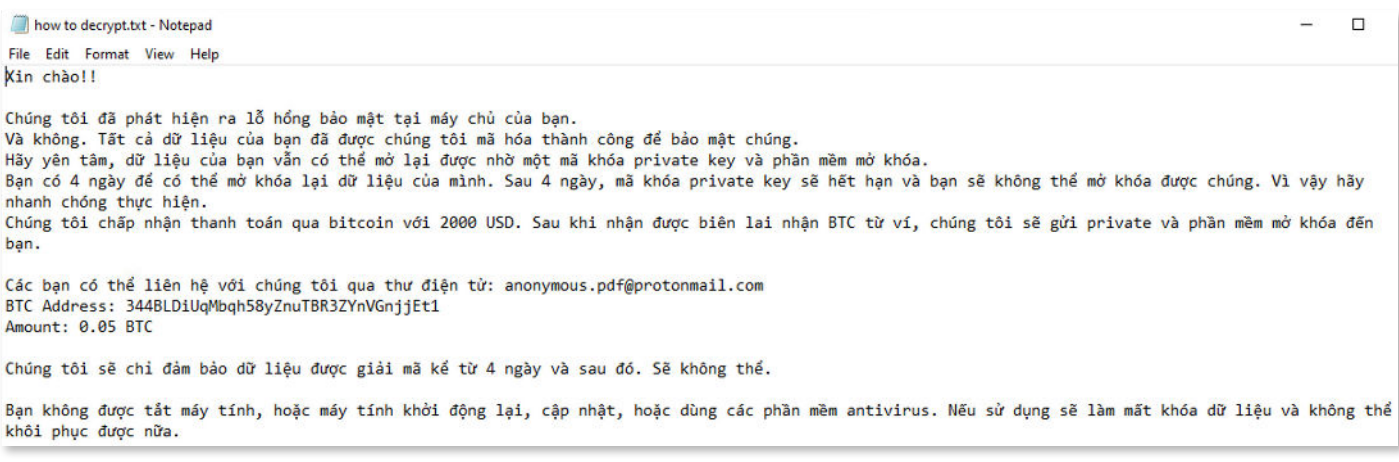 how to decrypt.txt - Notepad
File Edit Format View Help
Xin chào!!
Chúng tôi đã phát hiện ra lỗ hổng bảo mật tại máy chủ của bạn.
Và không. Tất cả dữ liệu của bạn đã được chúng tôi mã hóa thành công để bảo mật chúng.
Hãy yên tâm, dữ liệu của bạn vẫn có thể mở lại được nhờ một mã khóa private key và phần mềm mở khóa.
Bạn có 4 ngày để có thể mở khóa lại dữ liệu của mình. Sau 4 ngày, mã khóa private key sẽ hết hạn và bạn sẽ không thể mở khóa được chúng. Vì vậy hãy
nhanh chóng thực hiện.
Chúng tôi chấp nhận thanh toán qua bitcoin với 2000 USD. Sau khi nhận được biên lai nhận BTC từ ví, chúng tôi sẽ gửi private và phần mềm mở khóa đến
bạn.
Các bạn có thể liên hệ với chúng tôi qua thư điện tử: anonymous.pdf@protonmail.com
BTC Address: 344BLDiUqMbqh58yZnuTBR3ZYnVGnjjEt1
Amount: 0.05 BTC
Chúng tôi sẽ chỉ đảm bảo dữ liệu được giải mã kể từ 4 ngày và sau đó. Sẽ không thể.
Bạn không được tắt máy tính, hoặc máy tính khởi động lại, cập nhật, hoặc dùng các phần mềm antivirus. Nếu sử dụng sẽ làm mất khóa dữ liệu và không thể
khôi phục được nữa.